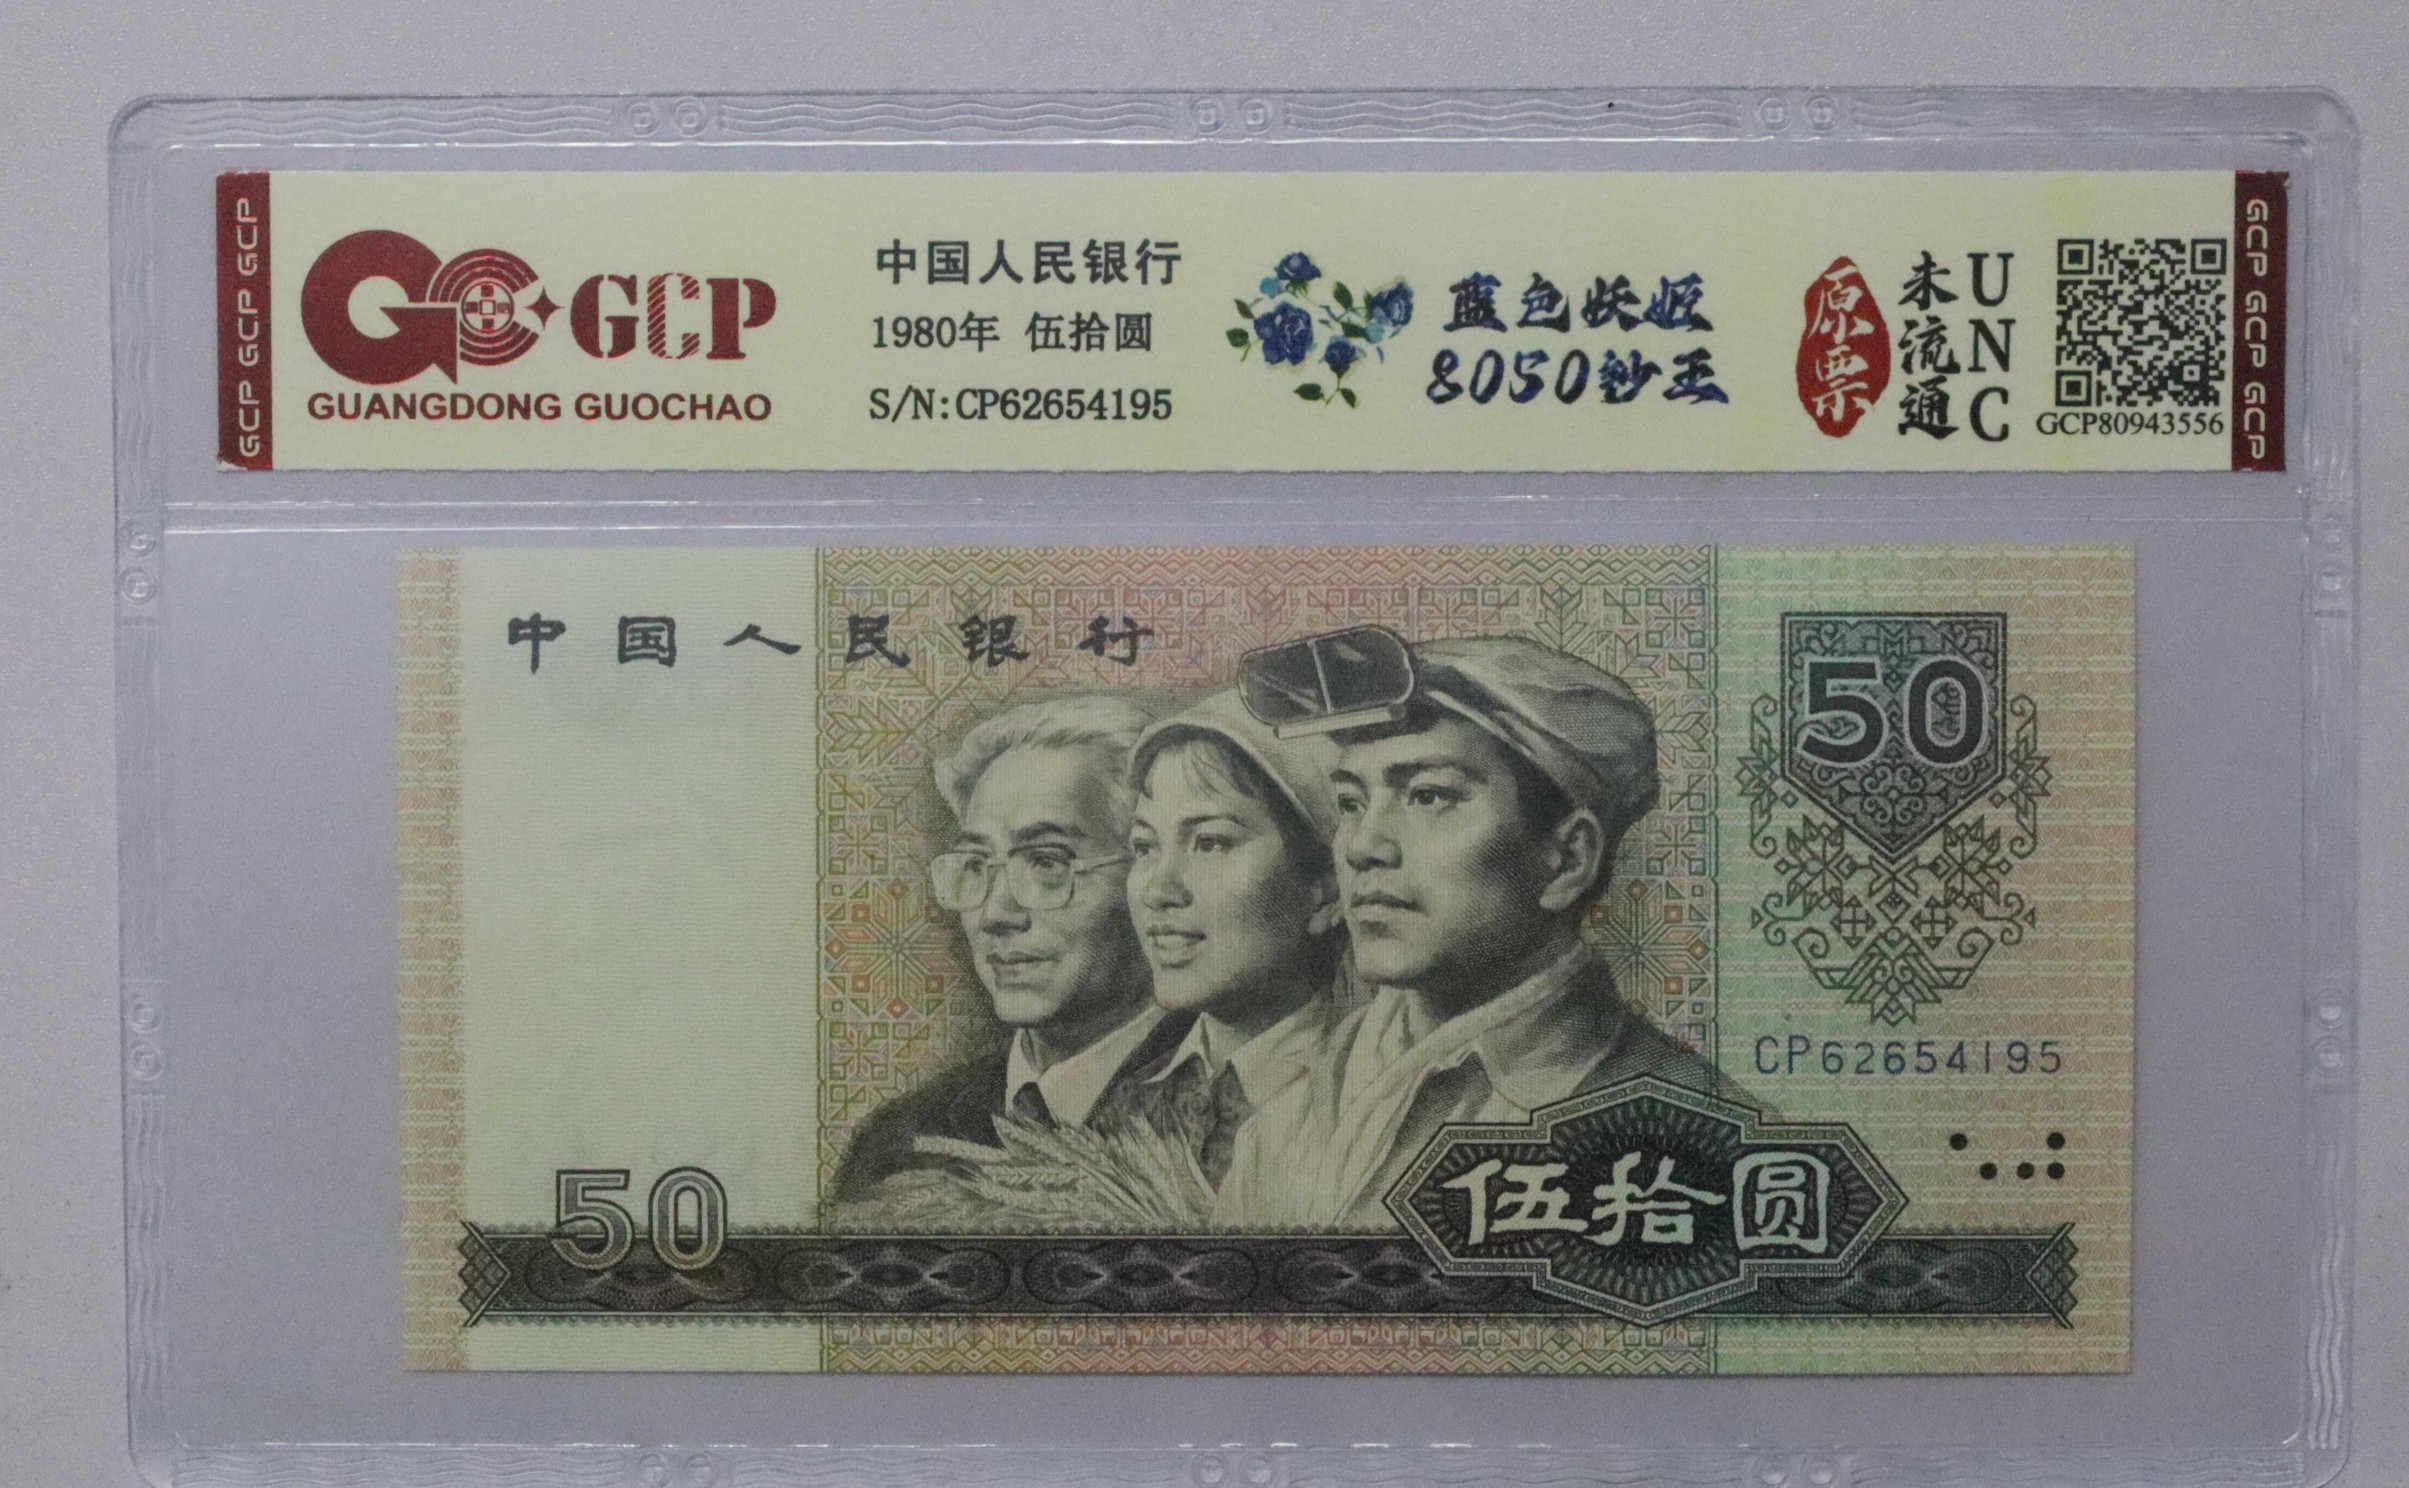 GCP GCP GCP
GCP
GUANGDONG GUOCHAO
中国人民银行
1980年 伍拾圆
S/N:CP62654195
蓝色妖姬
8050钞王
原票
未流通
UNC
GCP80943556
GCP GCP GCP
中国人民银行
50
CP62654195
50
伍拾圆